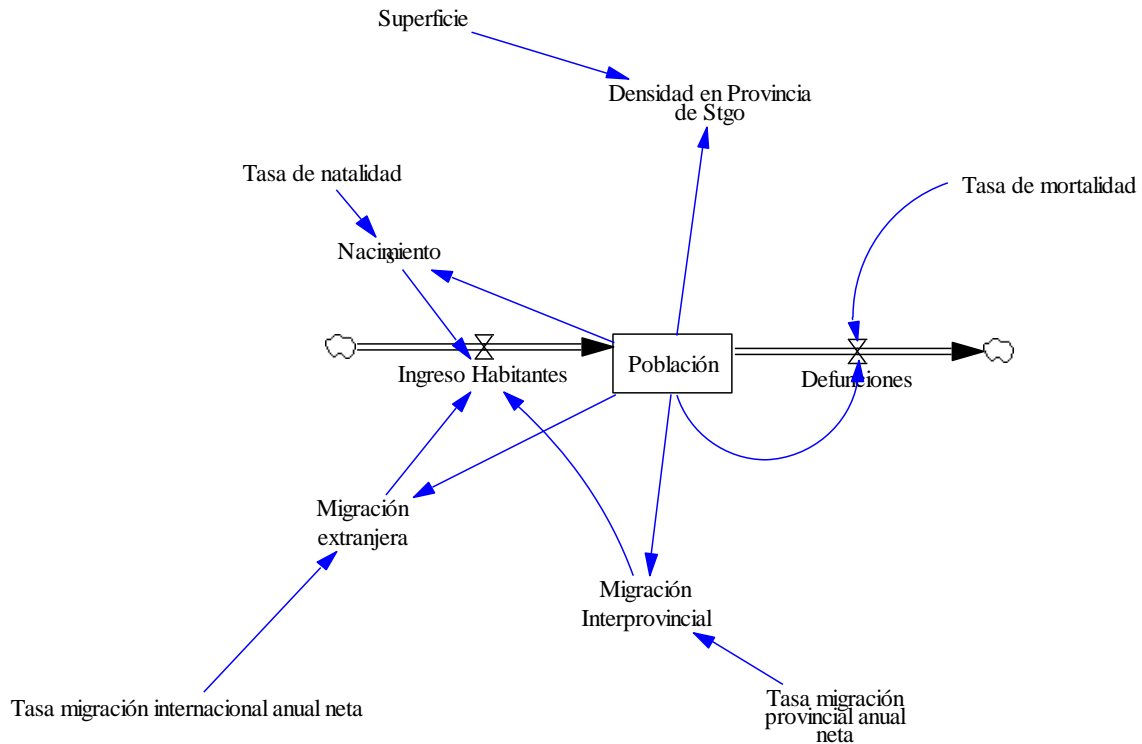 Superficie
Densidad en Provincia
de Stgo
Tasa de natalidad
Tasa de mortalidad
Nacimientos
Población
Ingreso Habitantes
Defunciones
Migración
extranjera
Migración
Interprovincial
Tasa migración internacional anual neta
Tasa migración
provincial anual
neta